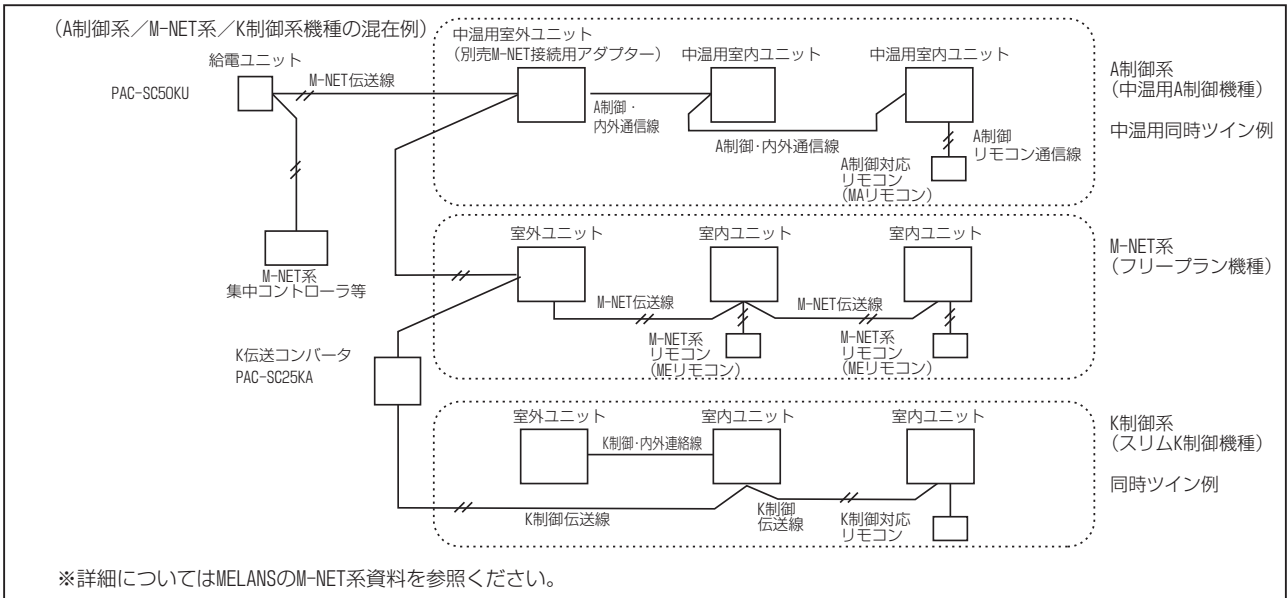 (A制御系／M-NET系／K制御系機種の混在例)
給電ユニット
PAC-SC50KU
M-NET伝送線
中温用室外ユニット
(別売M-NET接続用アダプター)
中温用室内ユニット
中温用室内ユニット
A制御・
内外通信線
A制御・内外通信線
A制御
リモコン通信線
A制御対応
リモコン
(MAリモコン)
A制御系
(中温用A制御機種)
中温用同時ツイン例
M-NET系
集中コントローラ等
室外ユニット
室内ユニット
室内ユニット
M-NET伝送線
M-NET伝送線
M-NET系
リモコン
(MEリモコン)
M-NET系
リモコン
(MEリモコン)
M-NET系
(フリープラン機種)
K伝送コンバータ
PAC-SC25KA
室外ユニット
室内ユニット
室内ユニット
K制御・内外連絡線
K制御伝送線
K制御
伝送線
K制御対応
リモコン
K制御系
(スリムK制御機種)
同時ツイン例
※詳細についてはMELANSのM-NET系資料を参照ください。